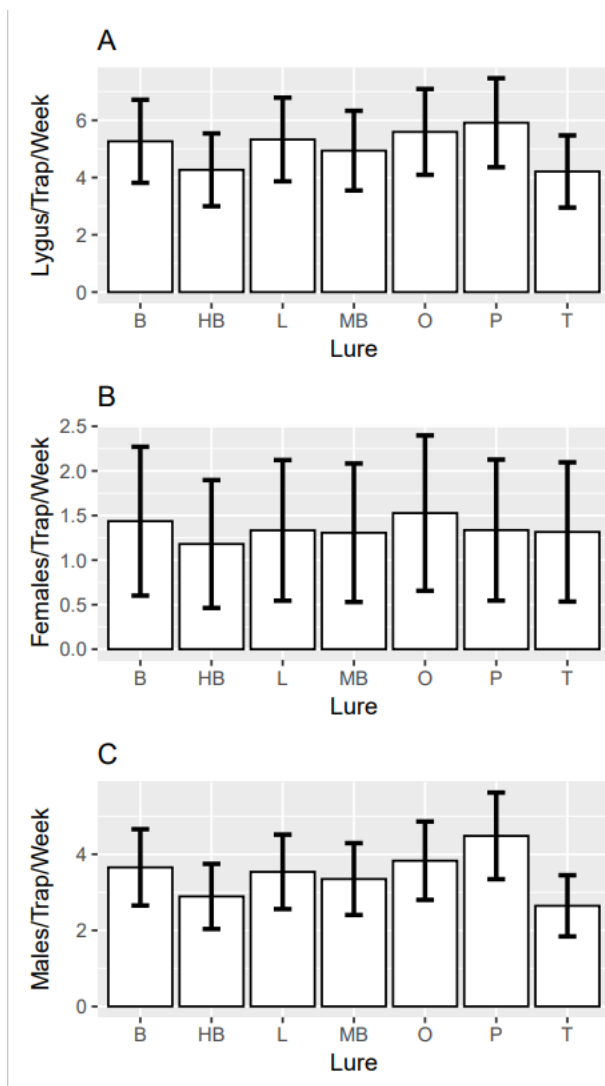 A
Lygus/Trap/Week
6
4
2
0
B HB L MB O P T
Lure
B
Females/Trap/Week
2.5
2.0
1.5
1.0
0.5
0.0
B HB L MB O P T
Lure
C
Males/Trap/Week
4
2
0
B HB L MB O P T
Lure